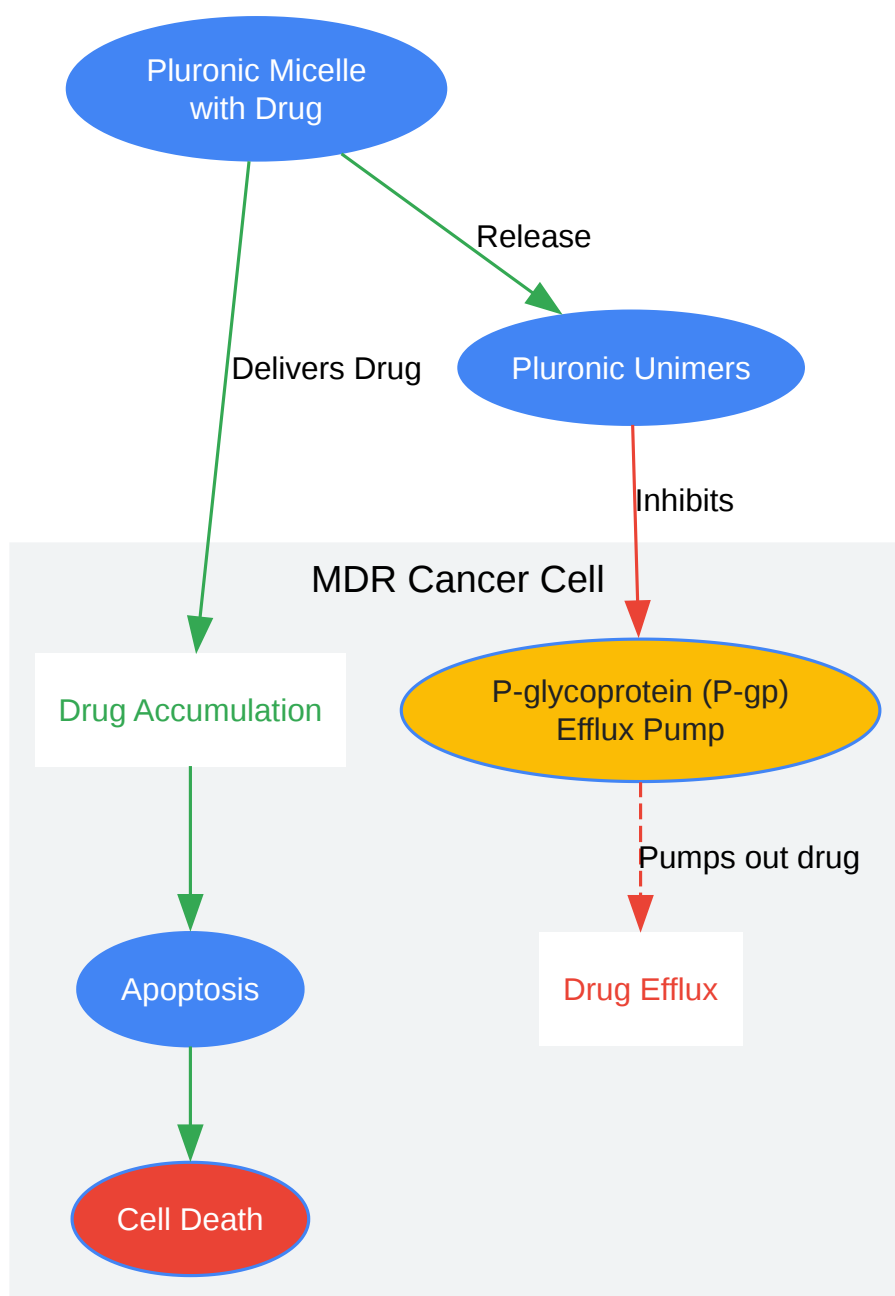 Pluronic Micelle
with Drug
Release
Delivers Drug
Pluronic Unimers
Inhibits
MDR Cancer Cell
Drug Accumulation
P-glycoprotein (P-gp)
Efflux Pump
Pumps out drug
Apoptosis
Drug Efflux
Cell Death